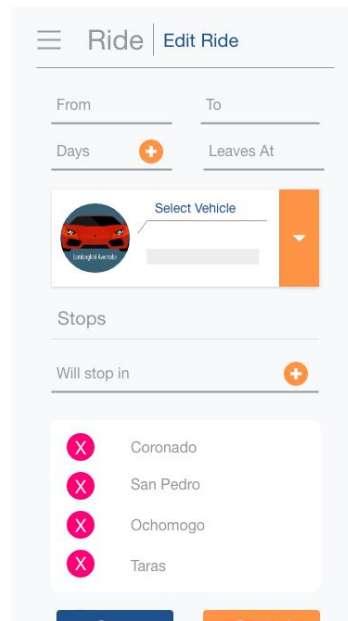 Ride Edit Ride
From To
Days + Leaves At
Select Vehicle
Stops
Will stop in +
X Coronado
X San Pedro
X Ochomogo
X Taras